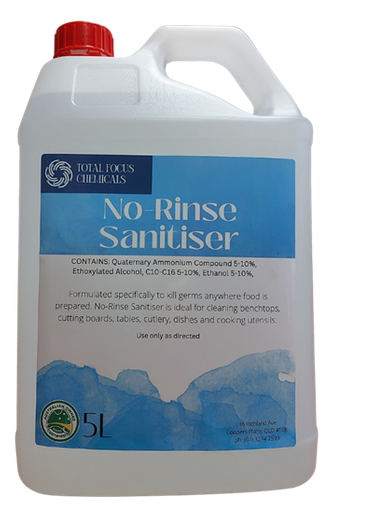 TOTAL FOCUS
CHEMICALS
No-Rinse
Sanitiser
CONTAINS: Quaternary Ammonium Compound 5-10%,
Ethoxylated Alcohol, C10-C16 5-10%, Ethanol 5-10%,
Formulated specifically to kill germs anywhere food is
prepared. No-Rinse Sanitiser is ideal for cleaning benchtops,
cutting boards, tables, cutlery, dishes and cooking utensils.
Use only as directed
5L